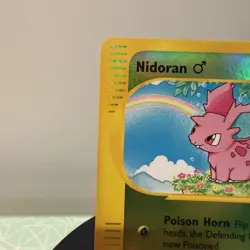 Nidoran ♂
Poison Horn
heads, the Defending
now Poisoned.